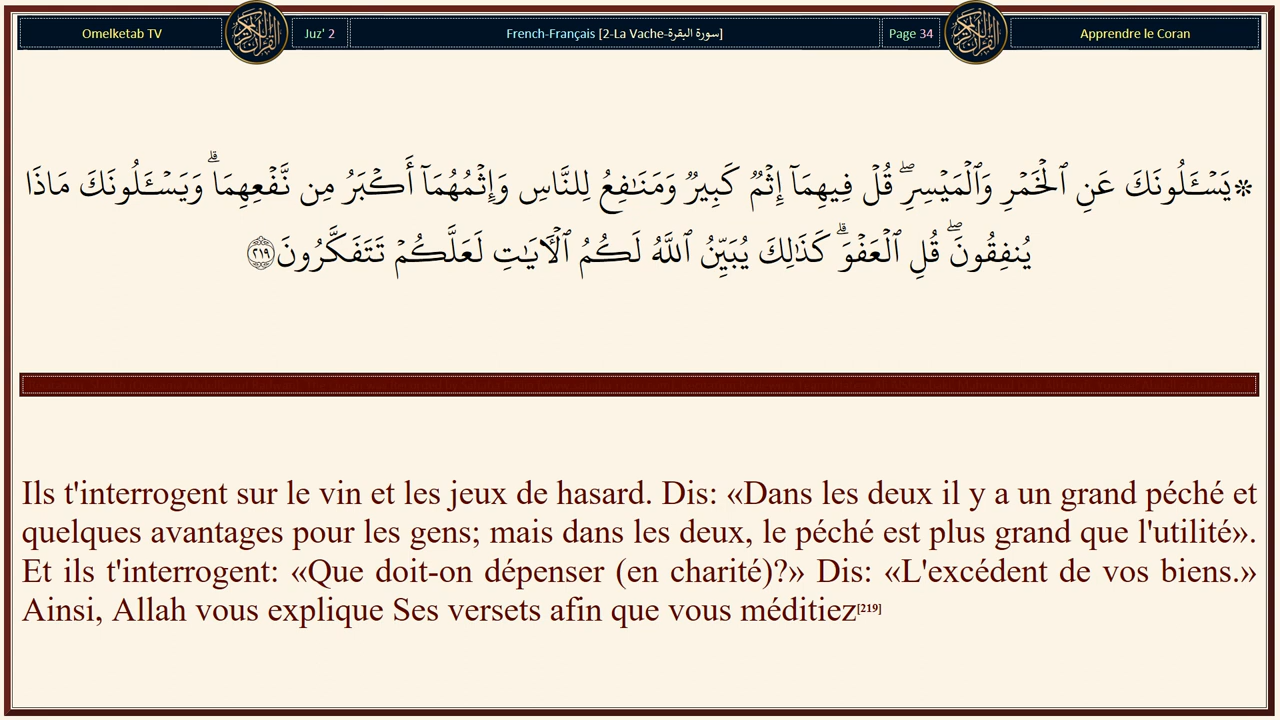 Omelketab TV
Juz' 2
French-Français [2-La Vache-سورة البقرة]
Page 34
Apprendre le Coran
۞ يَسْـَٔلُونَكَ عَنِ ٱلْخَمْرِ وَٱلْمَيْسِرِ ۖ قُلْ فِيهِمَآ إِثْمٌ كَبِيرٌ وَمَنَـٰفِعُ لِلنَّاسِ وَإِثْمُهُمَآ أَكْبَرُ مِن نَّفْعِهِمَا ۗ وَيَسْـَٔلُونَكَ مَاذَا
يُنفِقُونَ ۖ قُلِ ٱلْعَفْوَ ۗ كَذَٰلِكَ يُبَيِّنُ ٱللَّهُ لَكُمُ ٱلْـَٔايَـٰتِ لَعَلَّكُمْ تَتَفَكَّرُونَ ٢١٩
Ils t'interrogent sur le vin et les jeux de hasard. Dis: «Dans les deux il y a un grand péché et
quelques avantages pour les gens; mais dans les deux, le péché est plus grand que l'utilité».
Et ils t'interrogent: «Que doit-on dépenser (en charité)?» Dis: «L'excédent de vos biens.»
Ainsi, Allah vous explique Ses versets afin que vous méditiez[219]